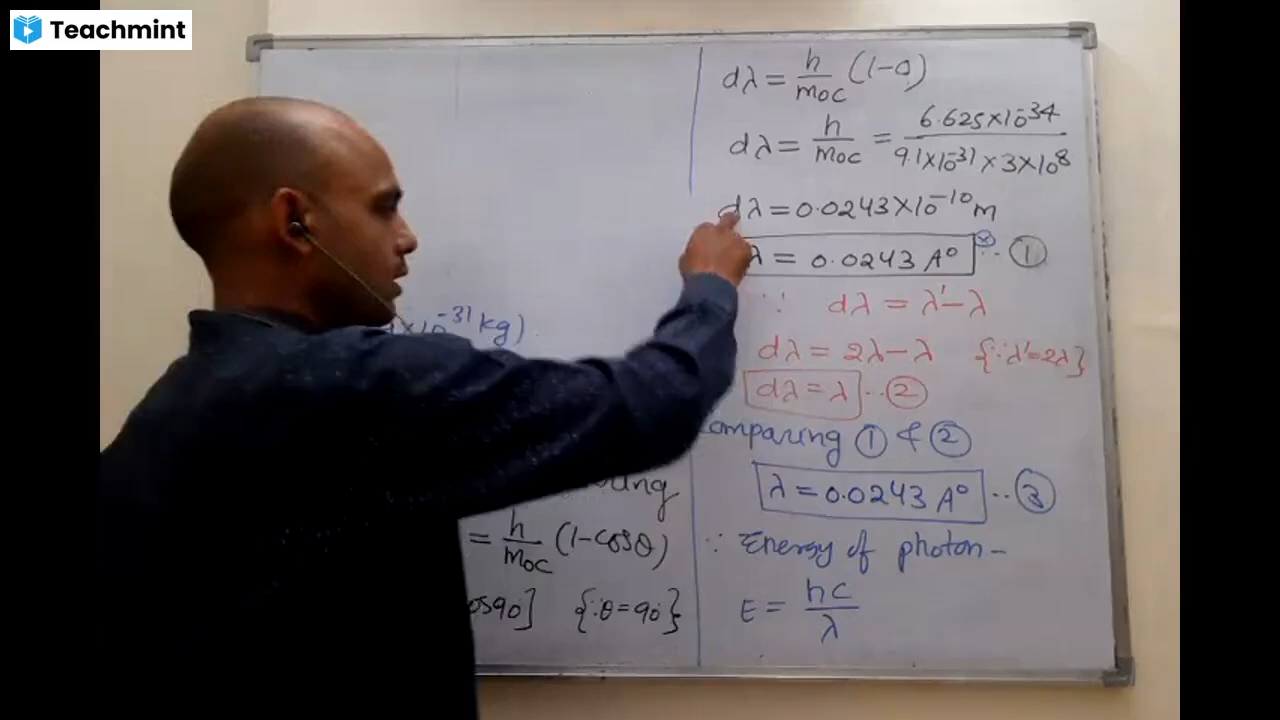 Teachmint
×10⁻³¹ kg)
= h/m₀c (1-cosθ)
os90°] {∵θ=90°}
dλ = h/m₀c (1-0)
dλ = h/m₀c = 6.625×10⁻³⁴ / 9.1×10⁻³¹×3×10⁸
dλ = 0.0243×10⁻¹⁰ m
λ = 0.0243 A° ·· ①
∵ dλ = λ'-λ
dλ = 2λ-λ {∵λ'=2λ}
dλ = λ ·· ②
Comparing ① & ②
λ = 0.0243 A° ·· ③
∵ Energy of photon -
E = hc/λ